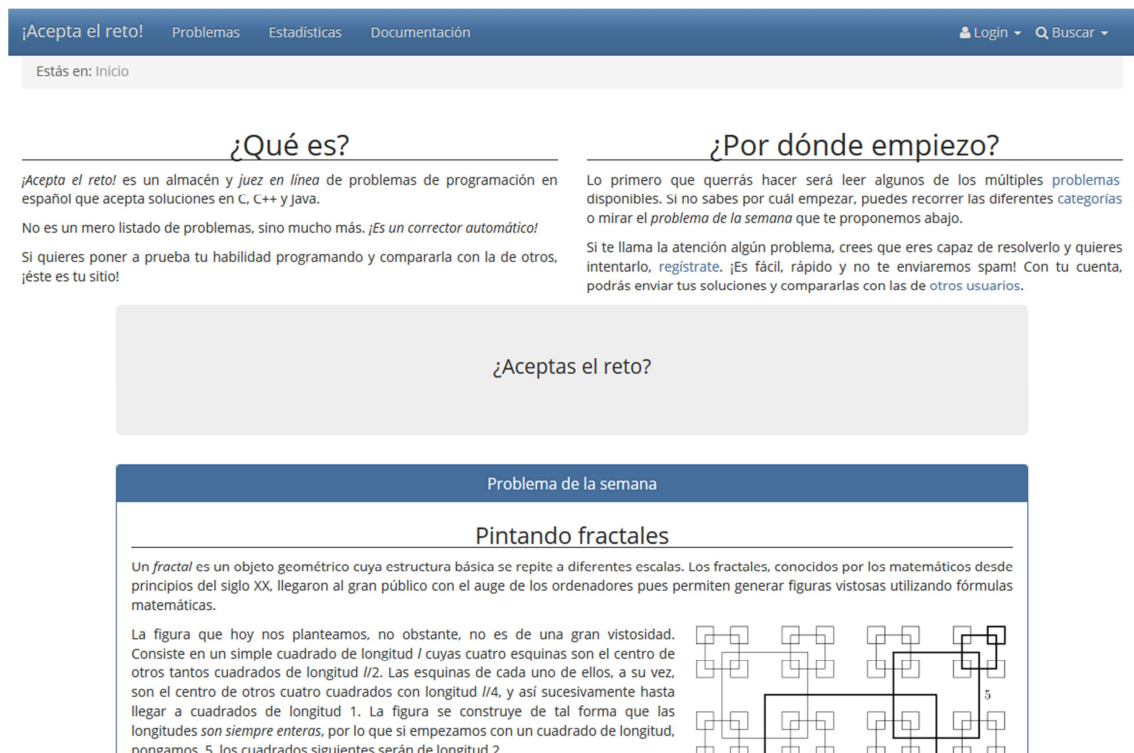 ¡Acepta el reto! Problemas Estadísticas Documentación Login Buscar
Estás en: Inicio
¿Qué es?
¡Acepta el reto! es un almacén y juez en línea de problemas de programación en
español que acepta soluciones en C, C++ y Java.
No es un mero listado de problemas, sino mucho más. ¡Es un corrector automático!
Si quieres poner a prueba tu habilidad programando y compararla con la de otros,
¡éste es tu sitio!
¿Por dónde empiezo?
Lo primero que querrás hacer será leer algunos de los múltiples problemas
disponibles. Si no sabes por cuál empezar, puedes recorrer las diferentes categorías
o mirar el problema de la semana que te proponemos abajo.
Si te llama la atención algún problema, crees que eres capaz de resolverlo y quieres
intentarlo, regístrate. ¡Es fácil, rápido y no te enviaremos spam! Con tu cuenta,
podrás enviar tus soluciones y compararlas con las de otros usuarios.
¿Aceptas el reto?
Problema de la semana
Pintando fractales
Un fractal es un objeto geométrico cuya estructura básica se repite a diferentes escalas. Los fractales, conocidos por los matemáticos desde
principios del siglo XX, llegaron al gran público con el auge de los ordenadores pues permiten generar figuras vistosas utilizando fórmulas
matemáticas.
La figura que hoy nos planteamos, no obstante, no es de una gran vistosidad.
Consiste en un simple cuadrado de longitud l cuyas cuatro esquinas son el centro de
otros tantos cuadrados de longitud l/2. Las esquinas de cada uno de ellos, a su vez,
son el centro de otros cuatro cuadrados con longitud l/4, y así sucesivamente hasta
llegar a cuadrados de longitud 1. La figura se construye de tal forma que las
longitudes son siempre enteras, por lo que si empezamos con un cuadrado de longitud,
pongamos, 5, los cuadrados siguientes serán de longitud 2
5